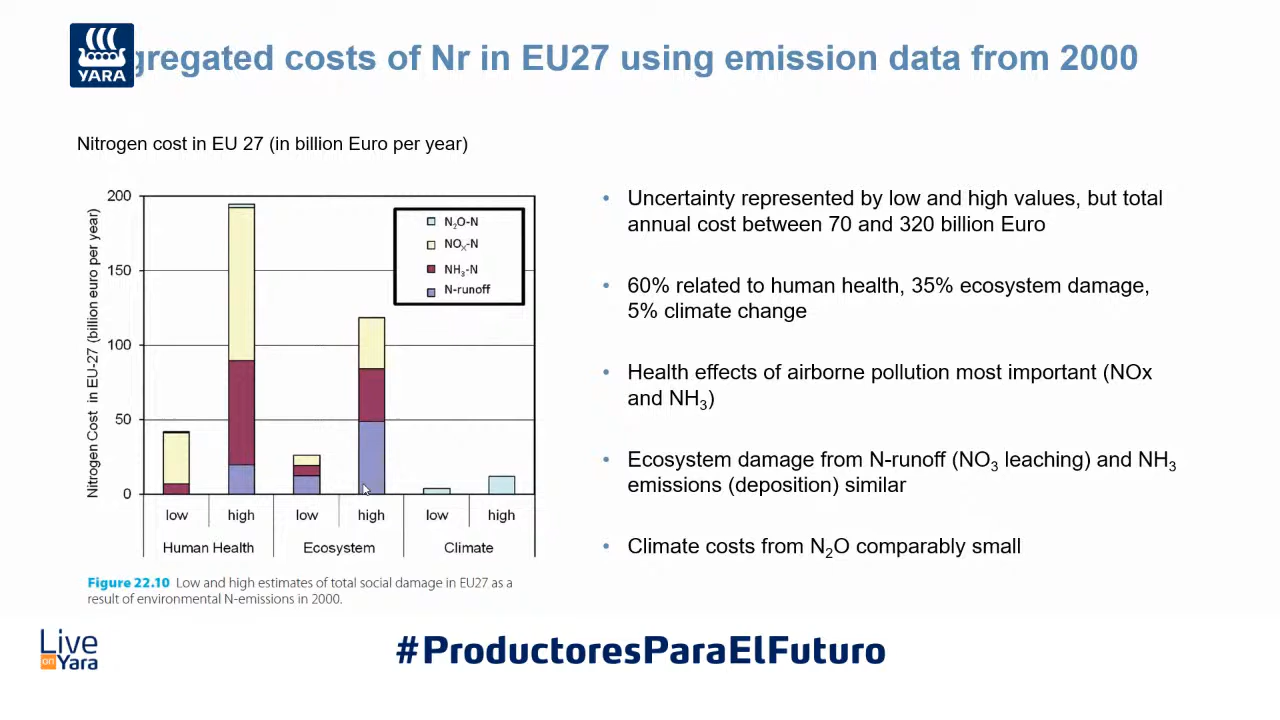 YARA
gregated costs of Nr in EU27 using emission data from 2000
Nitrogen cost in EU 27 (in billion Euro per year)
Nitrogen Cost in EU-27 (billion euro per year)
200
150
100
50
0
N₂O-N
NOₓ-N
NH₃-N
N-runoff
low high low high low high
Human Health Ecosystem Climate
Figure 22.10 Low and high estimates of total social damage in EU27 as a
result of environmental N-emissions in 2000.
• Uncertainty represented by low and high values, but total
annual cost between 70 and 320 billion Euro
• 60% related to human health, 35% ecosystem damage,
5% climate change
• Health effects of airborne pollution most important (NOx
and NH₃)
• Ecosystem damage from N-runoff (NO₃ leaching) and NH₃
emissions (deposition) similar
• Climate costs from N₂O comparably small
Live
on Yara
#ProductoresParaElFuturo